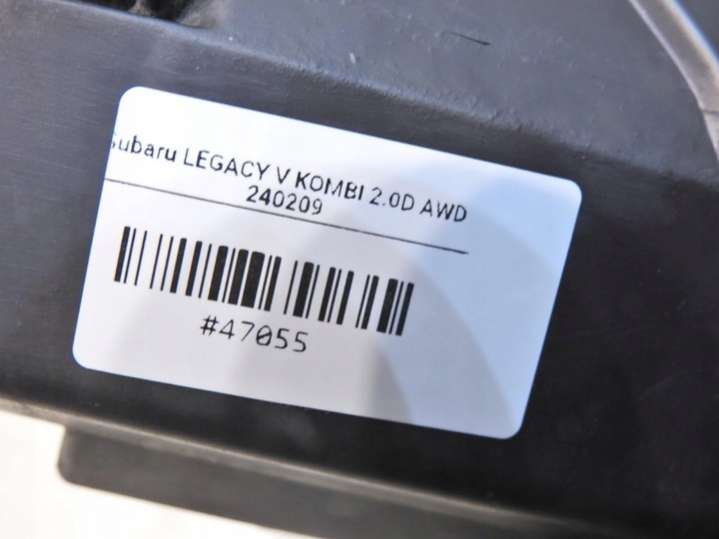 Subaru LEGACY V KOMBI 2.0D AWD
240209
#47055